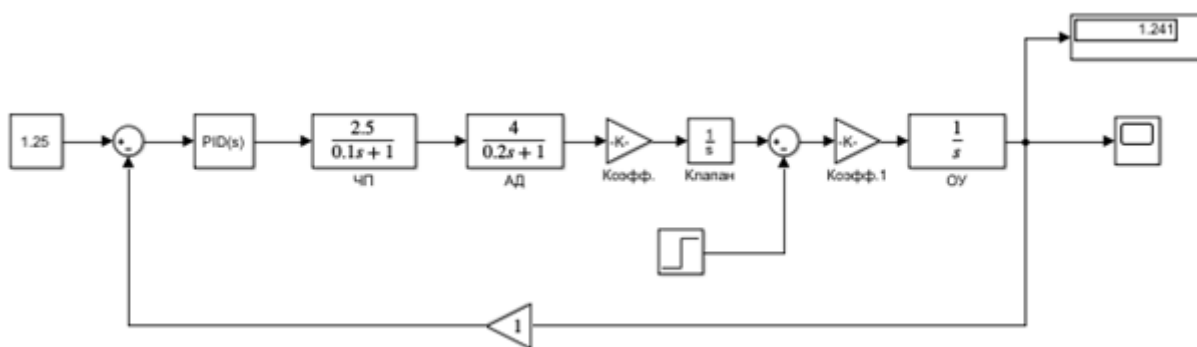 1.241
1.25
+
-
PID(s)
2.5
0.1s + 1
ЧП
4
0.2s + 1
АД
-K-
Коэфф.
1
s
Клапан
+
-
-K-
Коэфф.1
1
s
ОУ
1